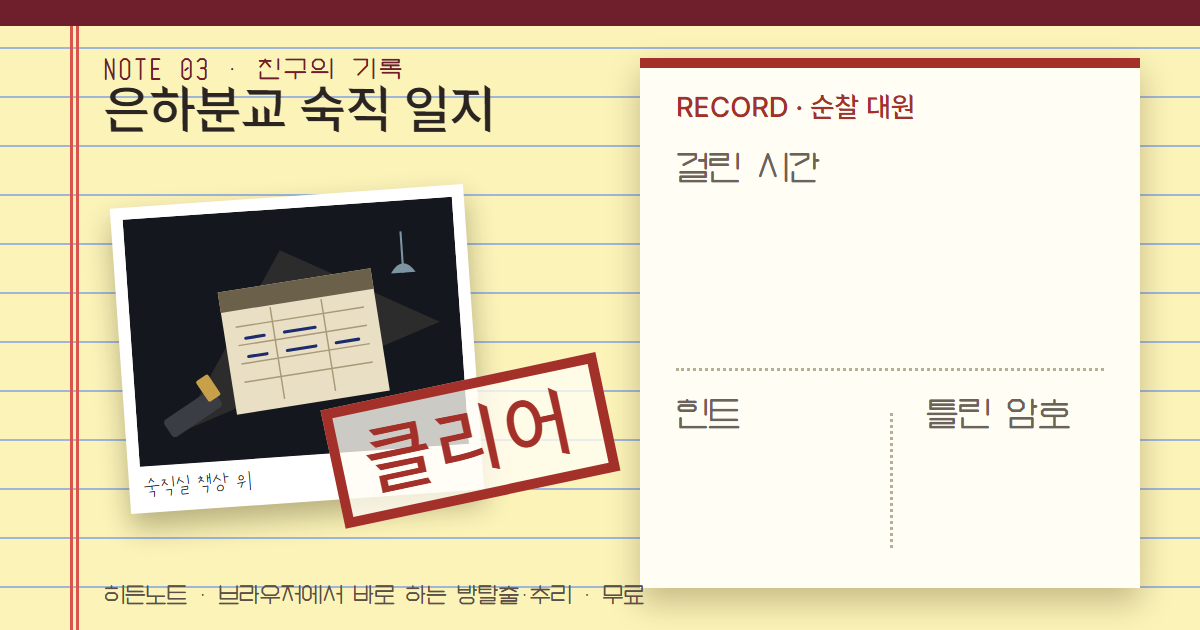 NOTE 03 · 친구의 기록
은하분교 숙직 일지
숙직실 책상 위
클리어
히든노트 · 브라우저에서 바로 하는 방탈출·추리 · 무료
RECORD · 순찰 대원
걸린 시간
힌트
틀린 암호